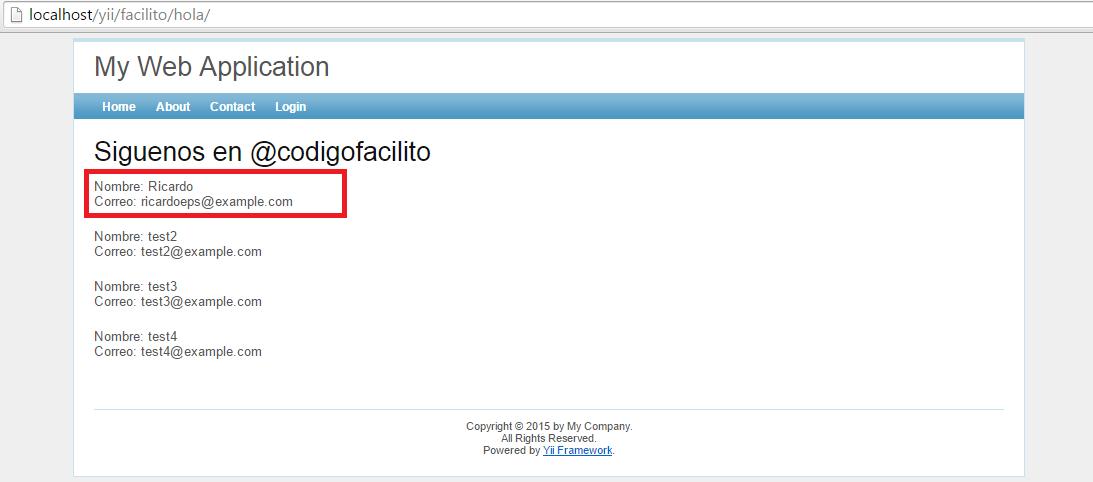 localhost/yii/facilito/hola/
My Web Application
Home About Contact Login
Siguenos en @codigofacilito
Nombre: Ricardo
Correo: ricardoeps@example.com
Nombre: test2
Correo: test2@example.com
Nombre: test3
Correo: test3@example.com
Nombre: test4
Correo: test4@example.com
Copyright © 2015 by My Company.
All Rights Reserved.
Powered by Yii Framework.